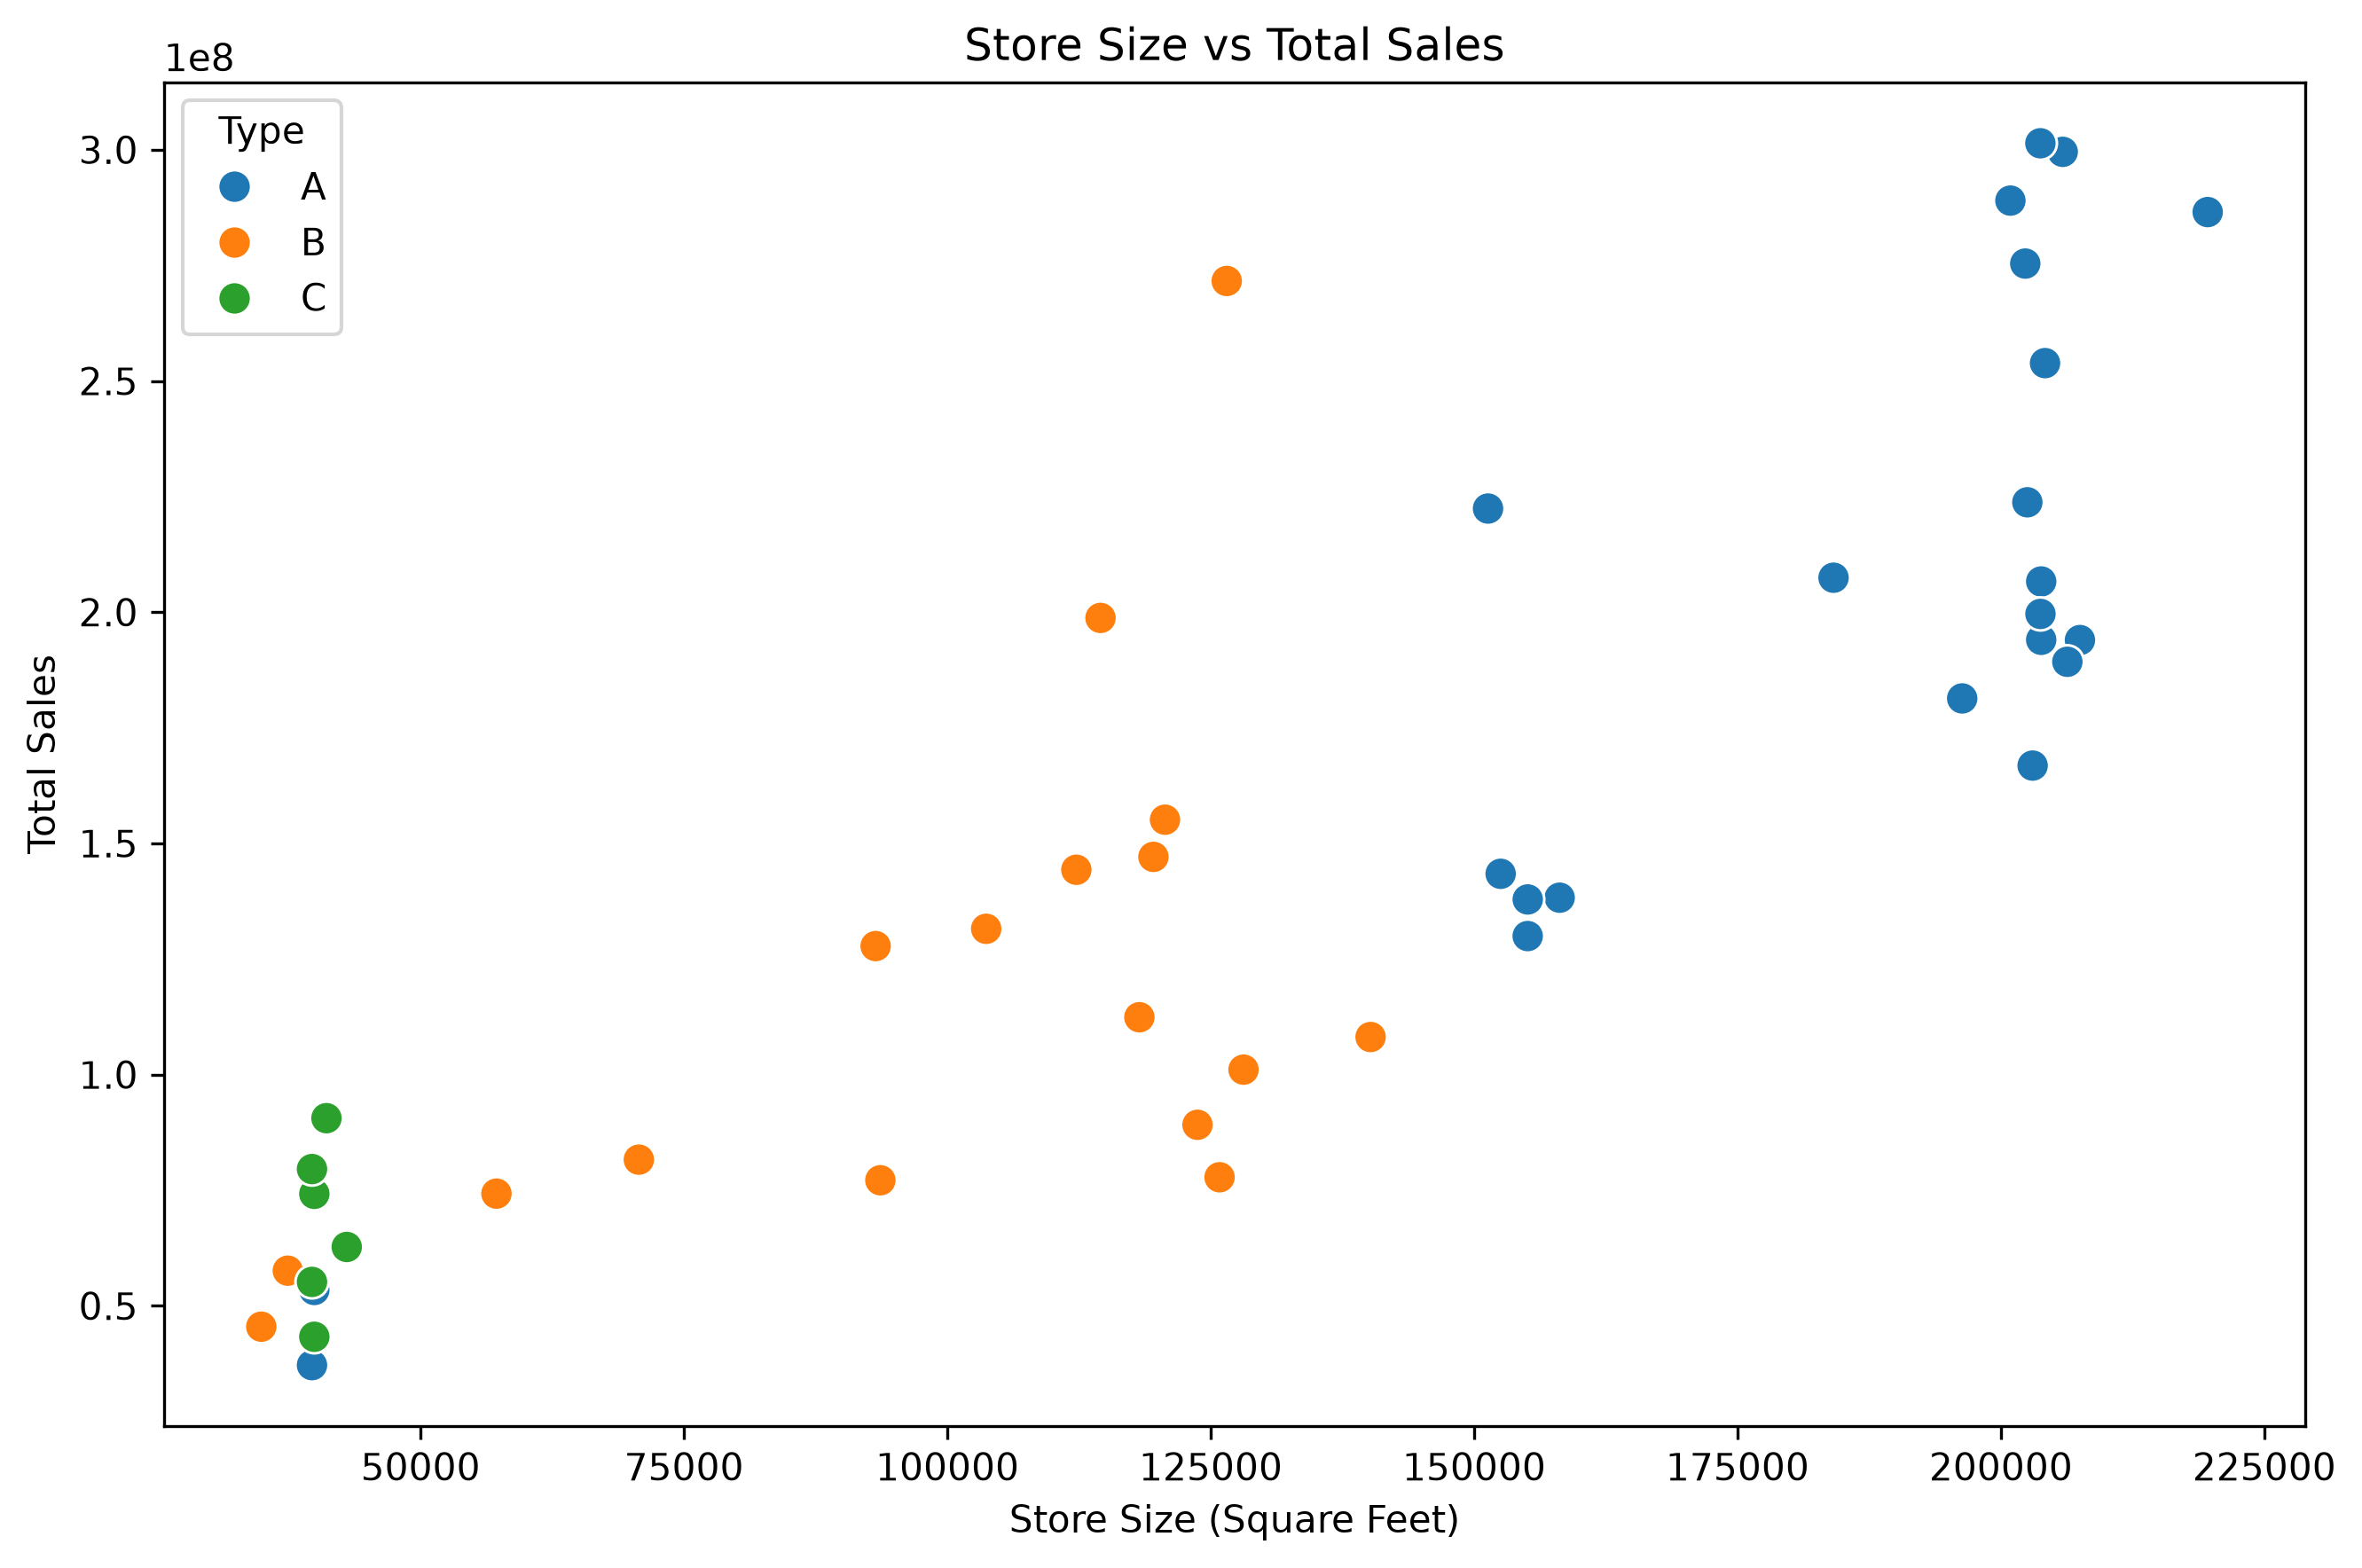 Store Size vs Total Sales
1e8
Type
A
B
C
3.0
2.5
2.0
1.5
1.0
0.5
Total Sales
50000 75000 100000 125000 150000 175000 200000 225000
Store Size (Square Feet)